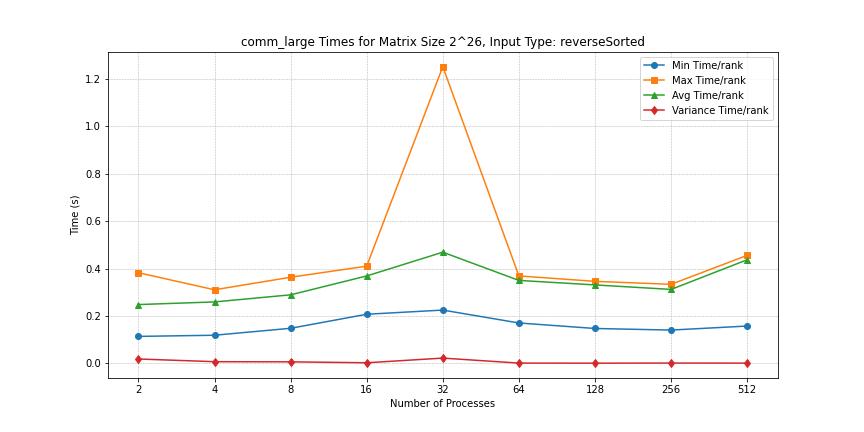 comm_large Times for Matrix Size 2^26, Input Type: reverseSorted
Min Time/rank
Max Time/rank
Avg Time/rank
Variance Time/rank
Time (s)
1.2
1.0
0.8
0.6
0.4
0.2
0.0
2 4 8 16 32 64 128 256 512
Number of Processes